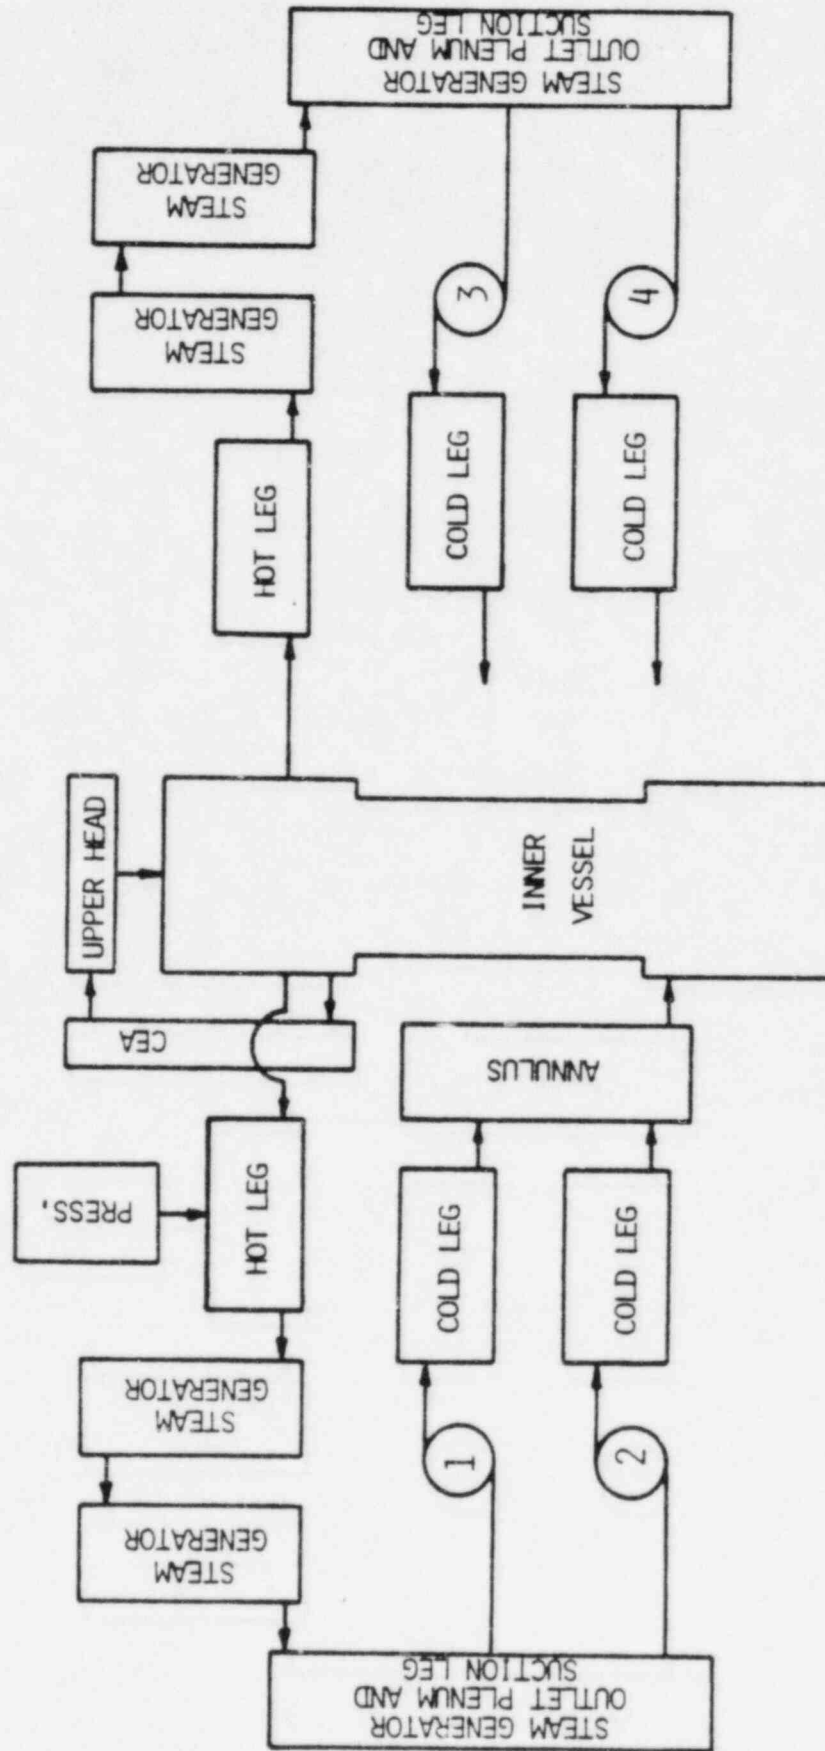 STEAM GENERATOR
OUTLET PLENUM AND
SUCTION LEG
STEAM
GENERATOR
STEAM
GENERATOR
HOT LEG
3
4
COLD LEG
COLD LEG
UPPER HEAD
INNER
VESSEL
CEA
ANNULUS
PRESS.
HOT LEG
COLD LEG
COLD LEG
STEAM
GENERATOR
STEAM
GENERATOR
1
2
STEAM GENERATOR
OUTLET PLENUM AND
SUCTION LEG